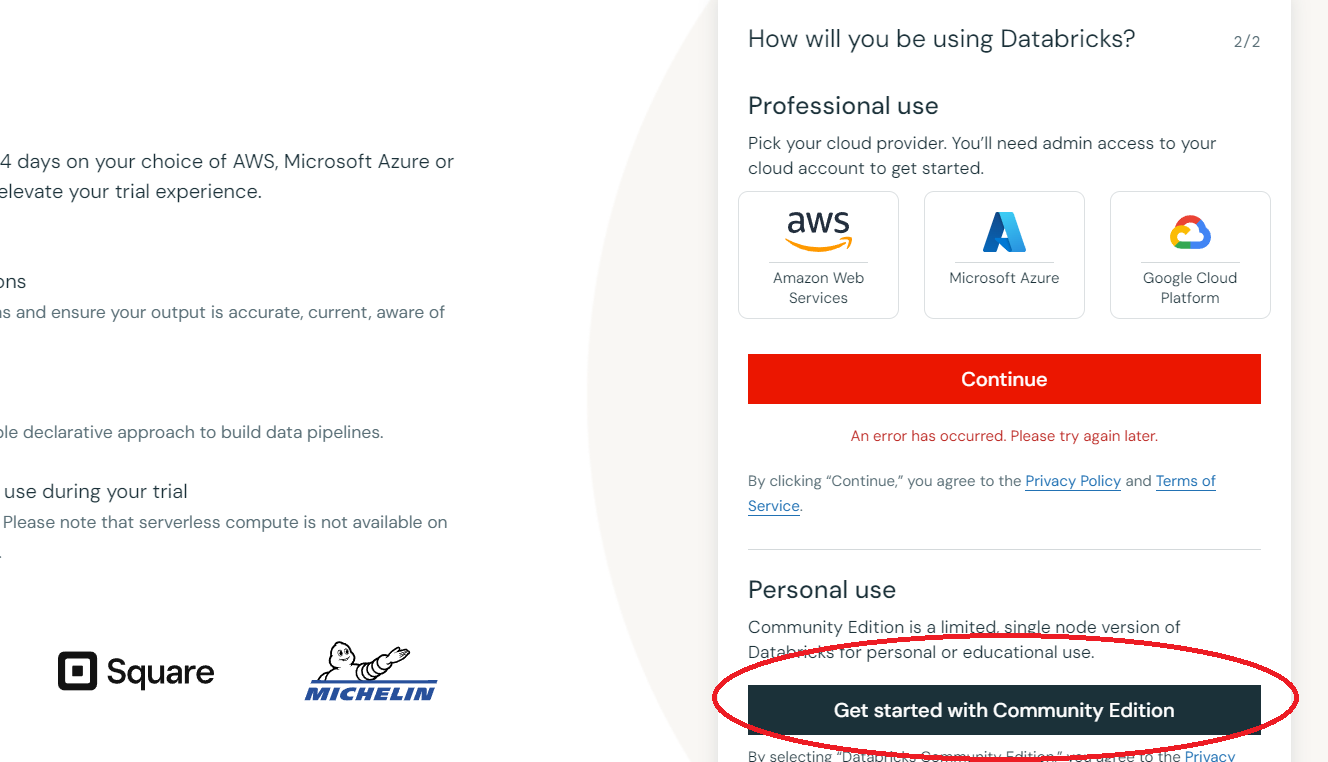 4 days on your choice of AWS, Microsoft Azure or
elevate your trial experience.
ons
ns and ensure your output is accurate, current, aware of
ble declarative approach to build data pipelines.
use during your trial
Please note that serverless compute is not available on
.
Square
MICHELIN
How will you be using Databricks?
2/2
Professional use
Pick your cloud provider. You’ll need admin access to your
cloud account to get started.
aws
Amazon Web
Services
Microsoft Azure
Google Cloud
Platform
Continue
An error has occurred. Please try again later.
By clicking “Continue,” you agree to the Privacy Policy and Terms of
Service.
Personal use
Community Edition is a limited, single node version of
Databricks for personal or educational use.
Get started with Community Edition
By selecting “Databricks Community Edition,” you agree to the Privacy